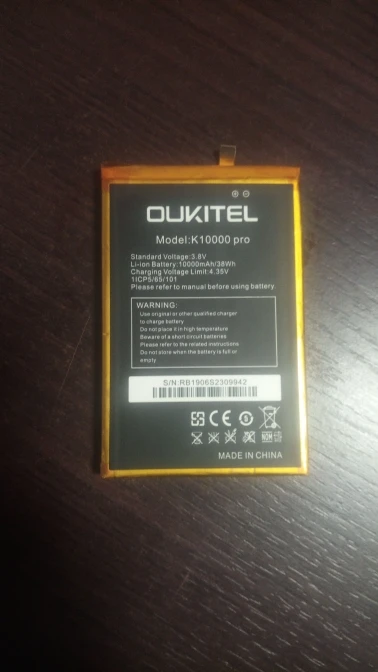 OUKITEL
Model:K10000 pro
Standard Voltage:3.8V
Li-ion Battery:10000mAh/38Wh
Charging Voltage Limit:4.35V
1ICP5/65/101
Please refer to manual before using battery.
WARNING:
Use original or other qualified charger
to charge battery
Do not place it in high temperature
Beware of a short circuit batteries
Please refer to the related instructions
Do not store when the battery is full or
empty
S/N:RB1906S2309942
CE
MADE IN CHINA